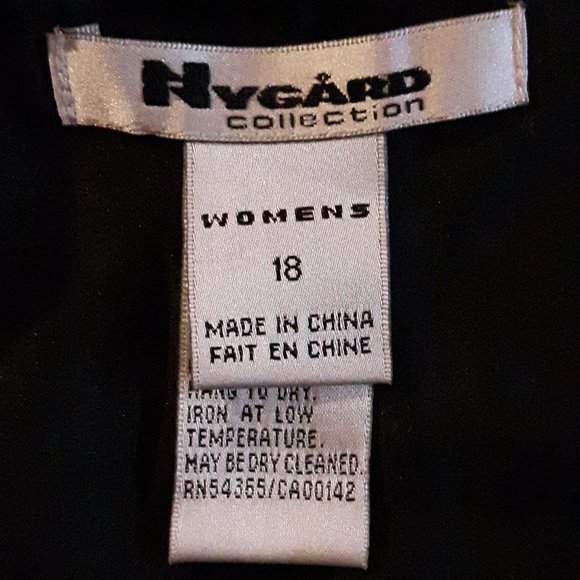 NYGÅRD
collection
WOMENS
18
MADE IN CHINA
FAIT EN CHINE
HANG TO DRY.
IRON AT LOW
TEMPERATURE.
MAY BE DRY CLEANED.
RN54365/CA00142